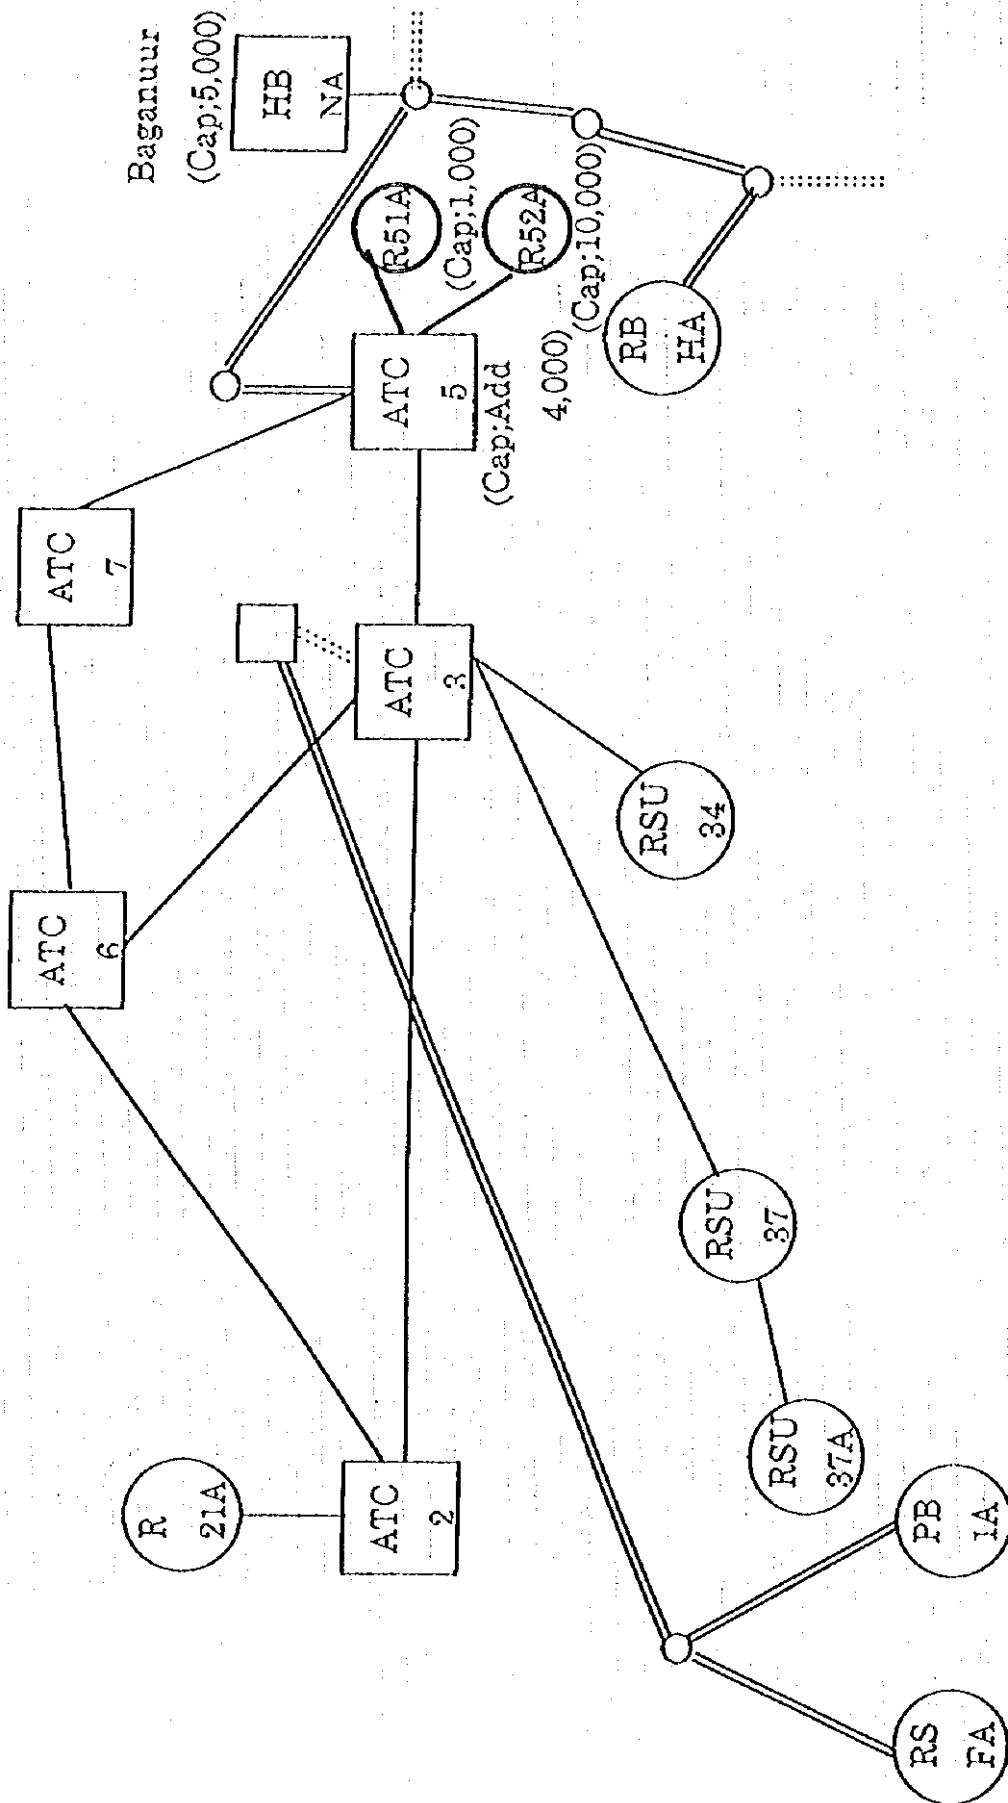 ATC
6
ATC
7
R
21A
Baganuur
(Cap;5,000)
HB
NA
ATC
2
ATC
3
ATC
5
(Cap;Add
4,000)
R51A
(Cap;1,000)
R52A
(Cap;10,000)
RSU
34
RB
HA
RSU
37
RSU
37A
RS
FA
PB
IA